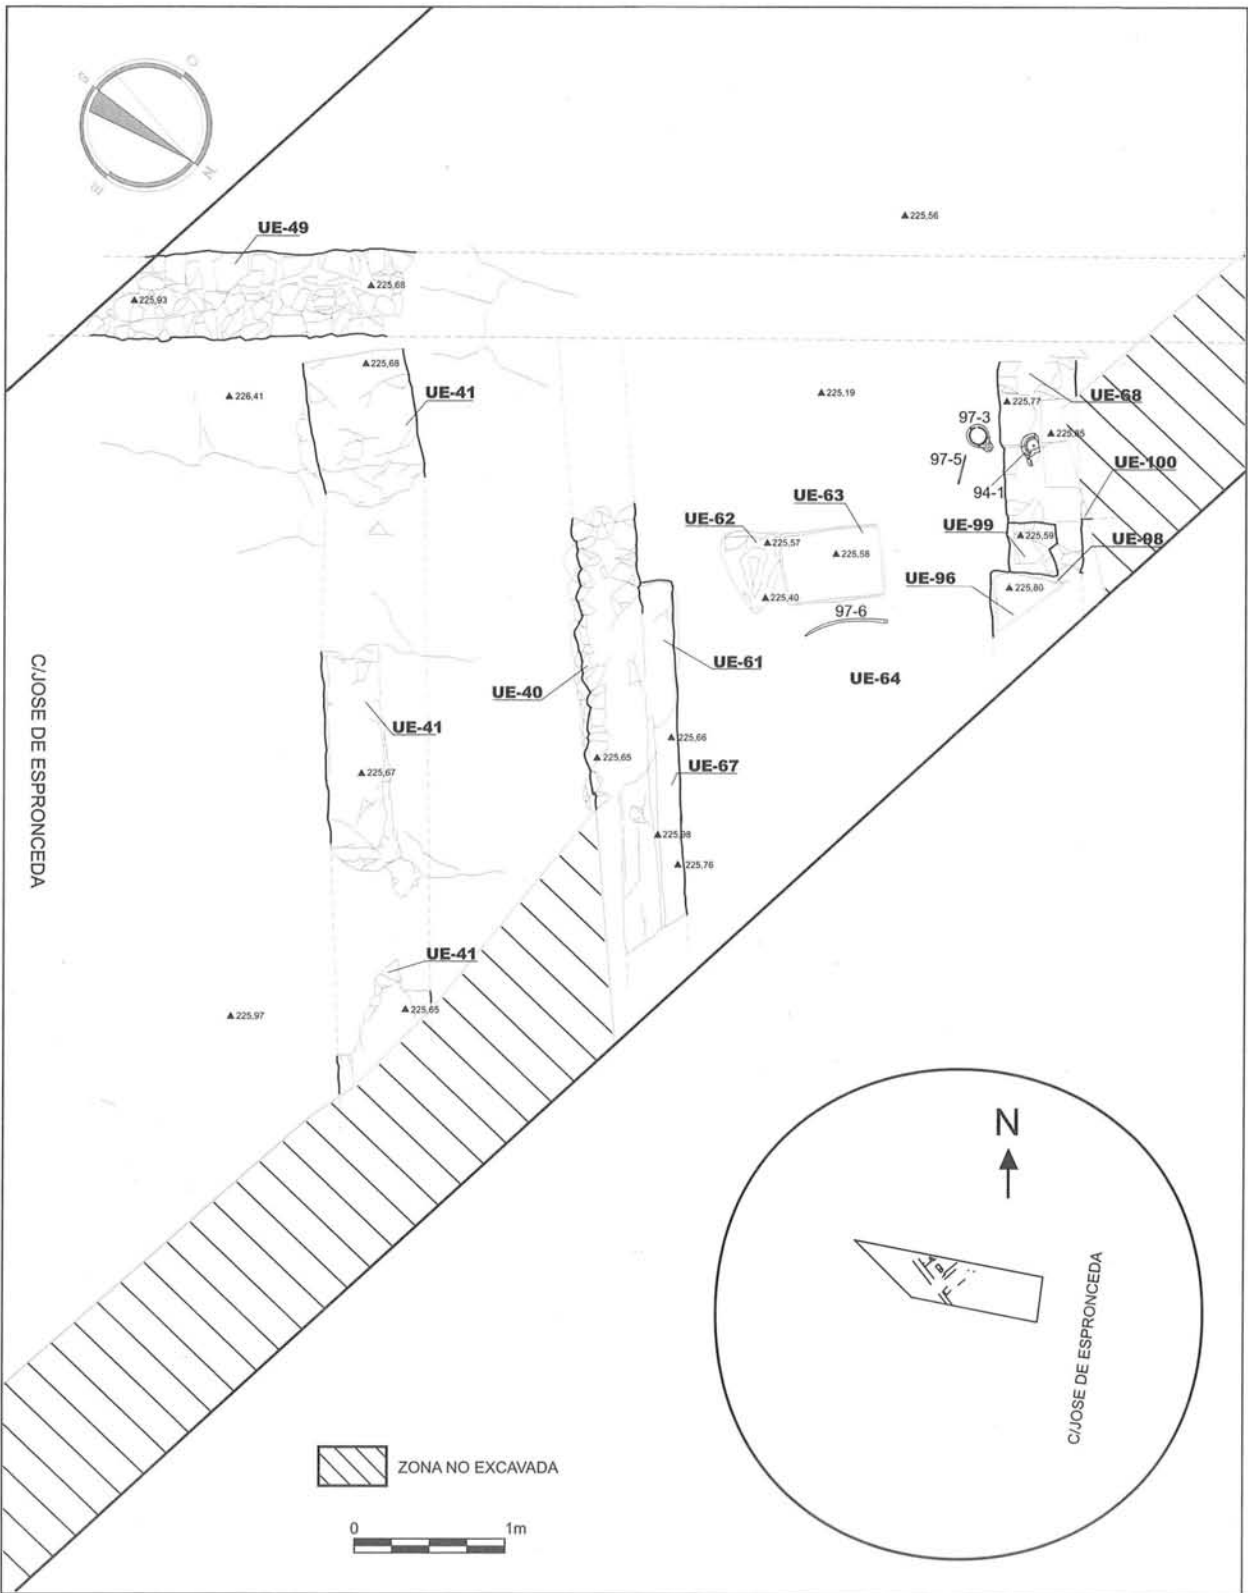 O
S
N
E
▲225,56
UE-49
▲225,68
▲225,93
▲225,68
▲226,41
UE-41
▲225,19
▲225,77
UE-68
97-3
▲225,85
97-5
UE-100
94-1
UE-63
UE-62
UE-99
▲225,57
▲225,59
UE-98
▲225,58
UE-96
▲225,80
▲225,40
97-6
UE-61
UE-64
UE-40
C/JOSE DE ESPRONCEDA
UE-41
▲225,66
▲225,65
UE-67
▲225,67
▲225,98
▲225,76
UE-41
▲225,65
▲225,97
N
C/JOSE DE ESPRONCEDA
ZONA NO EXCAVADA
0 1m